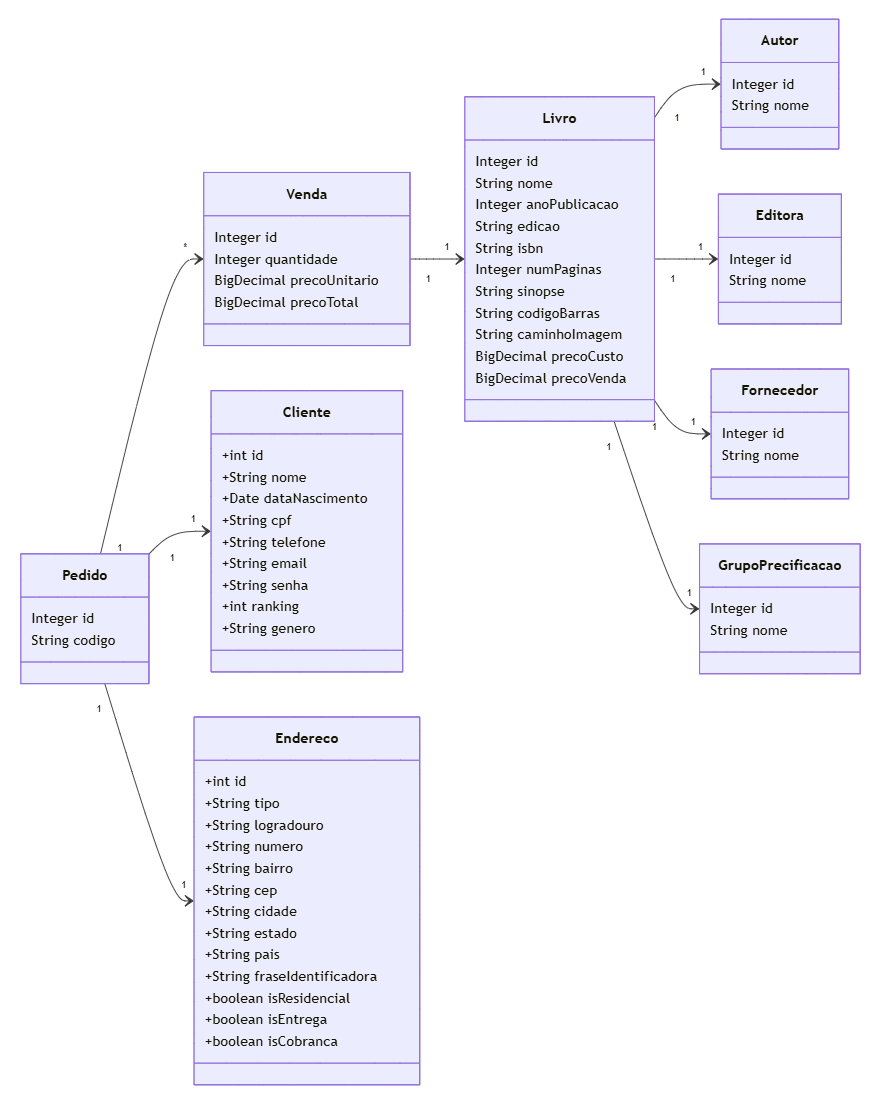 Autor
Integer id
String nome
Livro
Integer id
String nome
Integer anoPublicacao
String edicao
String isbn
Integer numPaginas
String sinopse
String codigoBarras
String caminhoImagem
BigDecimal precoCusto
BigDecimal precoVenda
Venda
Integer id
Integer quantidade
BigDecimal precoUnitario
BigDecimal precoTotal
Editora
Integer id
String nome
Fornecedor
Integer id
String nome
GrupoPrecificacao
Integer id
String nome
Cliente
+int id
+String nome
+Date dataNascimento
+String cpf
+String telefone
+String email
+String senha
+int ranking
+String genero
Pedido
Integer id
String codigo
Endereco
+int id
+String tipo
+String logradouro
+String numero
+String bairro
+String cep
+String cidade
+String estado
+String pais
+String fraseIdentificadora
+boolean isResidencial
+boolean isEntrega
+boolean isCobranca
1
1
1
1
1
1
1
1
1
1
*
1
1
1
1
1